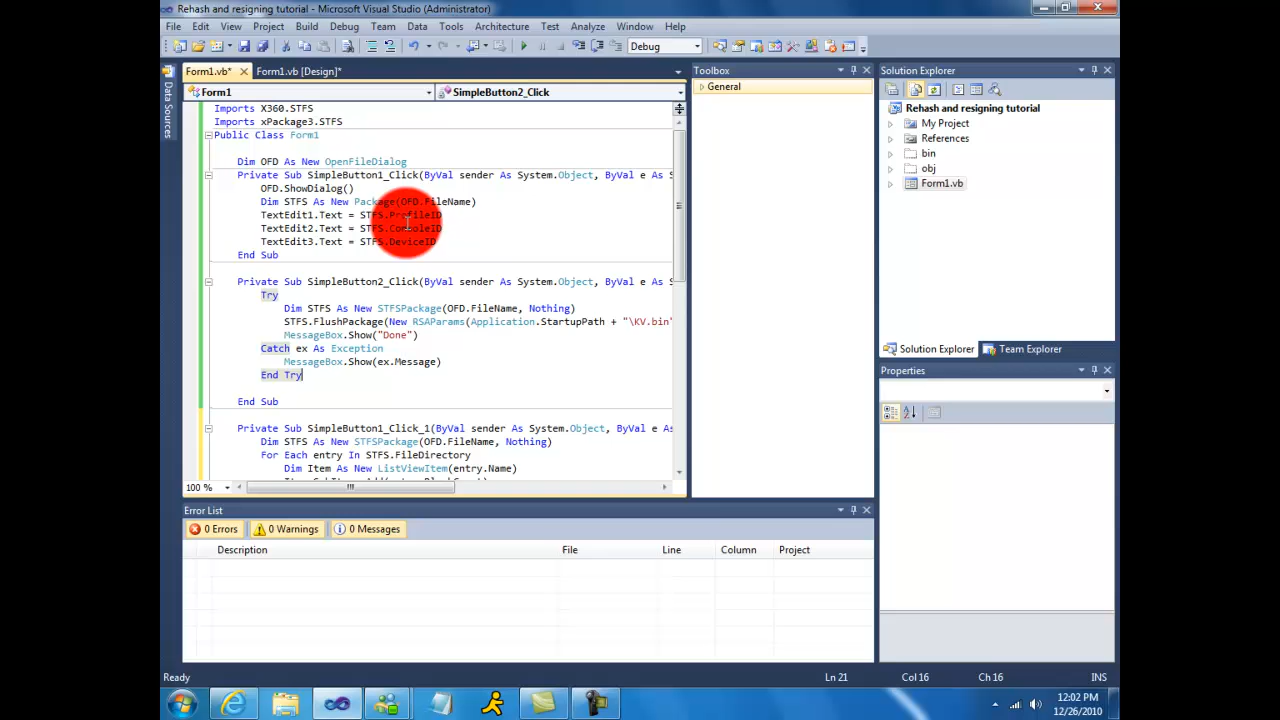 Rehash and resigning tutorial - Microsoft Visual Studio (Administrator)
File Edit View Project Build Debug Team Data Tools Architecture Test Analyze Window Help
Debug
Form1.vb* Form1.vb [Design]*
Form1 SimpleButton2_Click
Data Sources
Imports X360.STFS
Imports xPackage3.STFS
Public Class Form1
Dim OFD As New OpenFileDialog
Private Sub SimpleButton1_Click(ByVal sender As System.Object, ByVal e As S
OFD.ShowDialog()
Dim STFS As New Package(OFD.FileName)
TextEdit1.Text = STFS.ProfileID
TextEdit2.Text = STFS.ConsoleID
TextEdit3.Text = STFS.DeviceID
End Sub
Private Sub SimpleButton2_Click(ByVal sender As System.Object, ByVal e As S
Try
Dim STFS As New STFSPackage(OFD.FileName, Nothing)
STFS.FlushPackage(New RSAParams(Application.StartupPath + "\KV.bin"
MessageBox.Show("Done")
Catch ex As Exception
MessageBox.Show(ex.Message)
End Try
End Sub
Private Sub SimpleButton1_Click_1(ByVal sender As System.Object, ByVal e As
Dim STFS As New STFSPackage(OFD.FileName, Nothing)
For Each entry In STFS.FileDirectory
Dim Item As New ListViewItem(entry.Name)
100 %
Toolbox
General
Solution Explorer
Rehash and resigning tutorial
My Project
References
bin
obj
Form1.vb
Solution Explorer Team Explorer
Properties
Error List
0 Errors 0 Warnings 0 Messages
Description File Line Column Project
Ready Ln 21 Col 16 Ch 16 INS
12:02 PM
12/26/2010